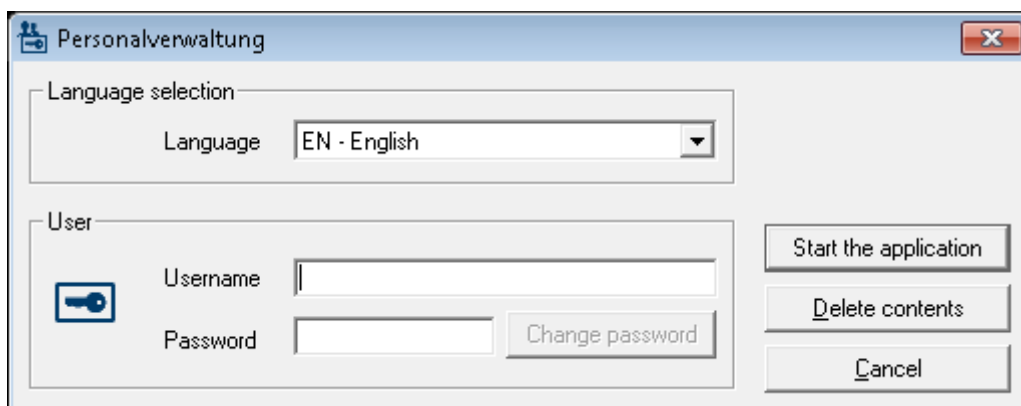 Personalverwaltung
Language selection
Language
EN - English
User
Username
Password
Change password
Start the application
Delete contents
Cancel